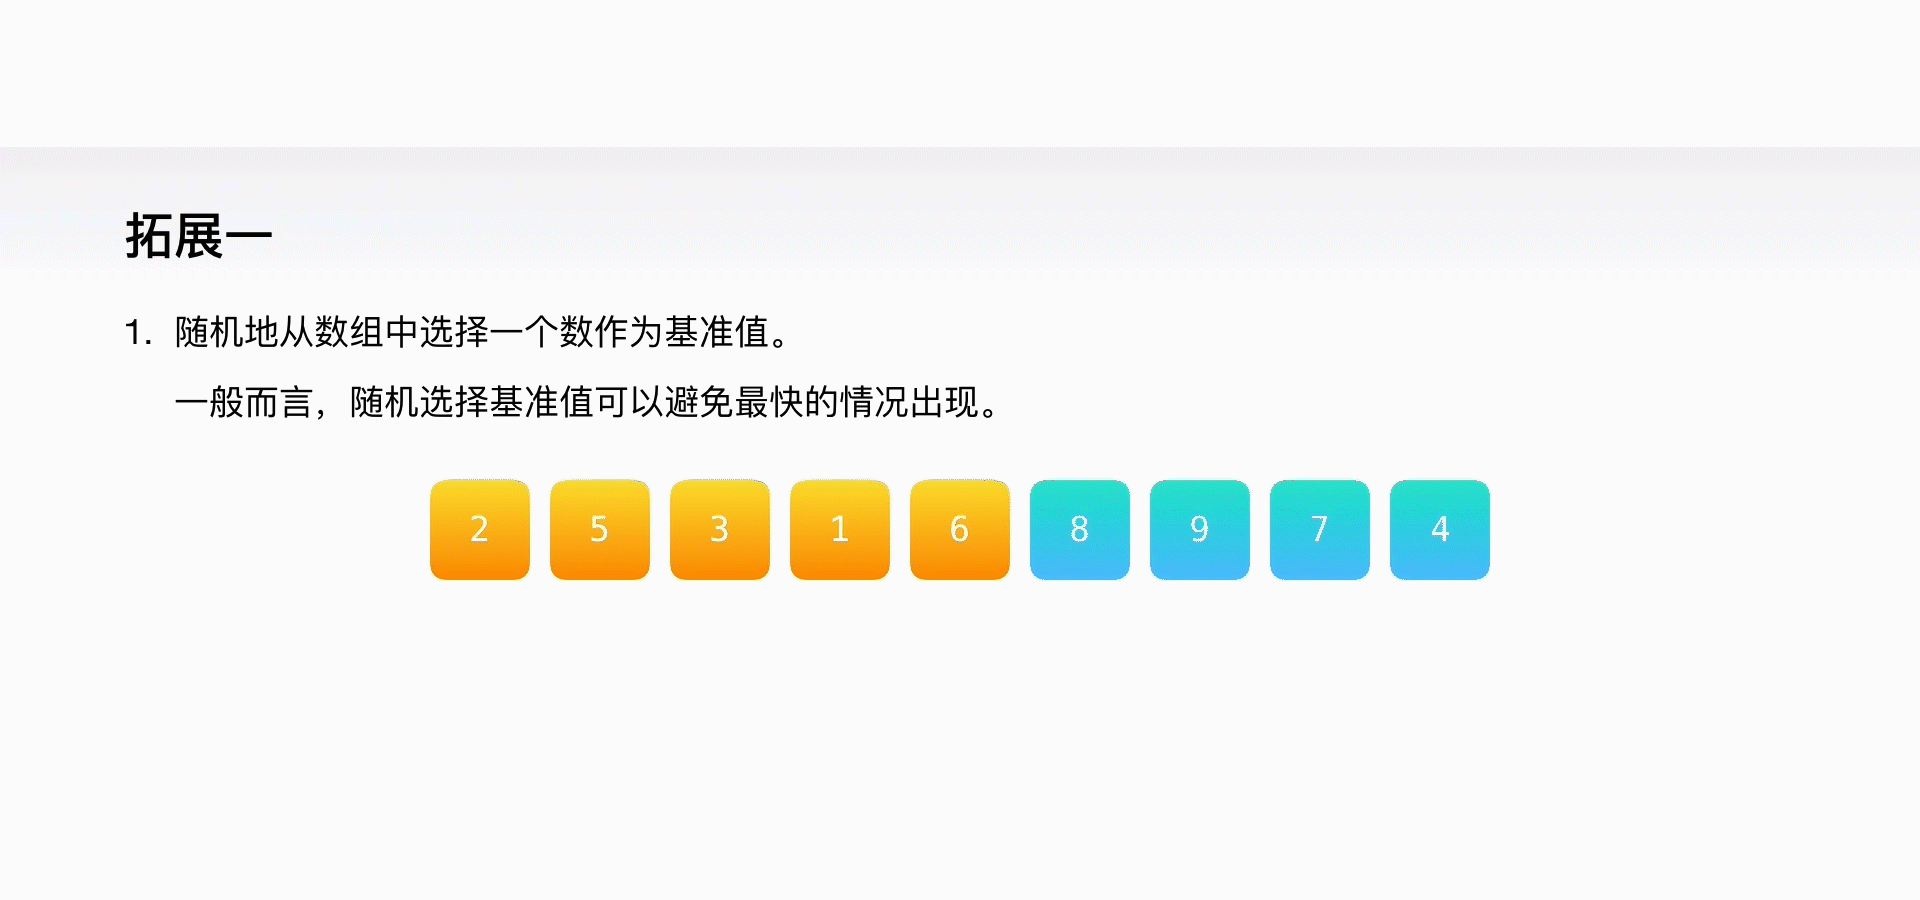 拓展一
1. 随机地从数组中选择一个数作为基准值。
一般而言，随机选择基准值可以避免最快的情况出现。
2 5 3 1 6 8 9 7 4